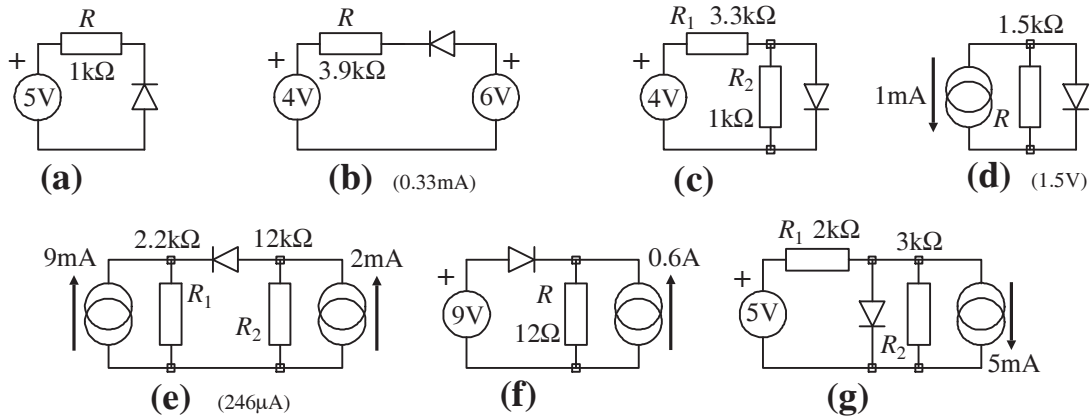 R
+
1kΩ
5V
(a)
R
+
3.9kΩ
4V
+
6V
(b) (0.33mA)
R1 3.3kΩ
+
R2
4V
1kΩ
(c)
1.5kΩ
1mA
R
(d) (1.5V)
9mA
2.2kΩ
12kΩ
2mA
R1
R2
(e) (246µA)
+
0.6A
R
9V
12Ω
(f)
R1 2kΩ
3kΩ
+
5V
R2
5mA
(g)